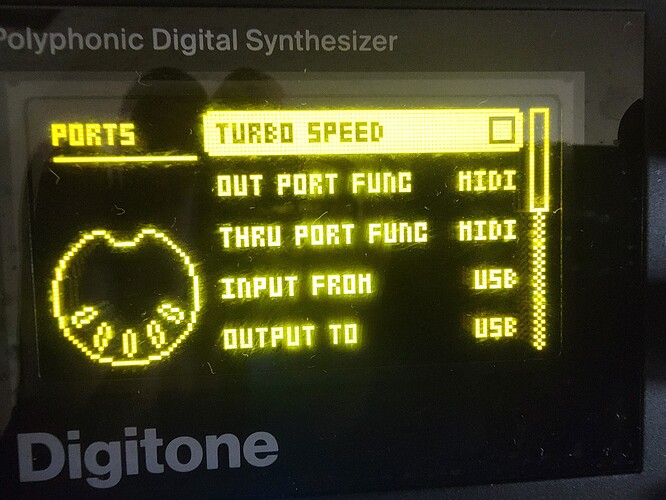 Polyphonic Digital Synthesizer
PORTS
TURBO SPEED
OUT PORT FUNC MIDI
THRU PORT FUNC MIDI
INPUT FROM USB
OUTPUT TO USB
Digitone